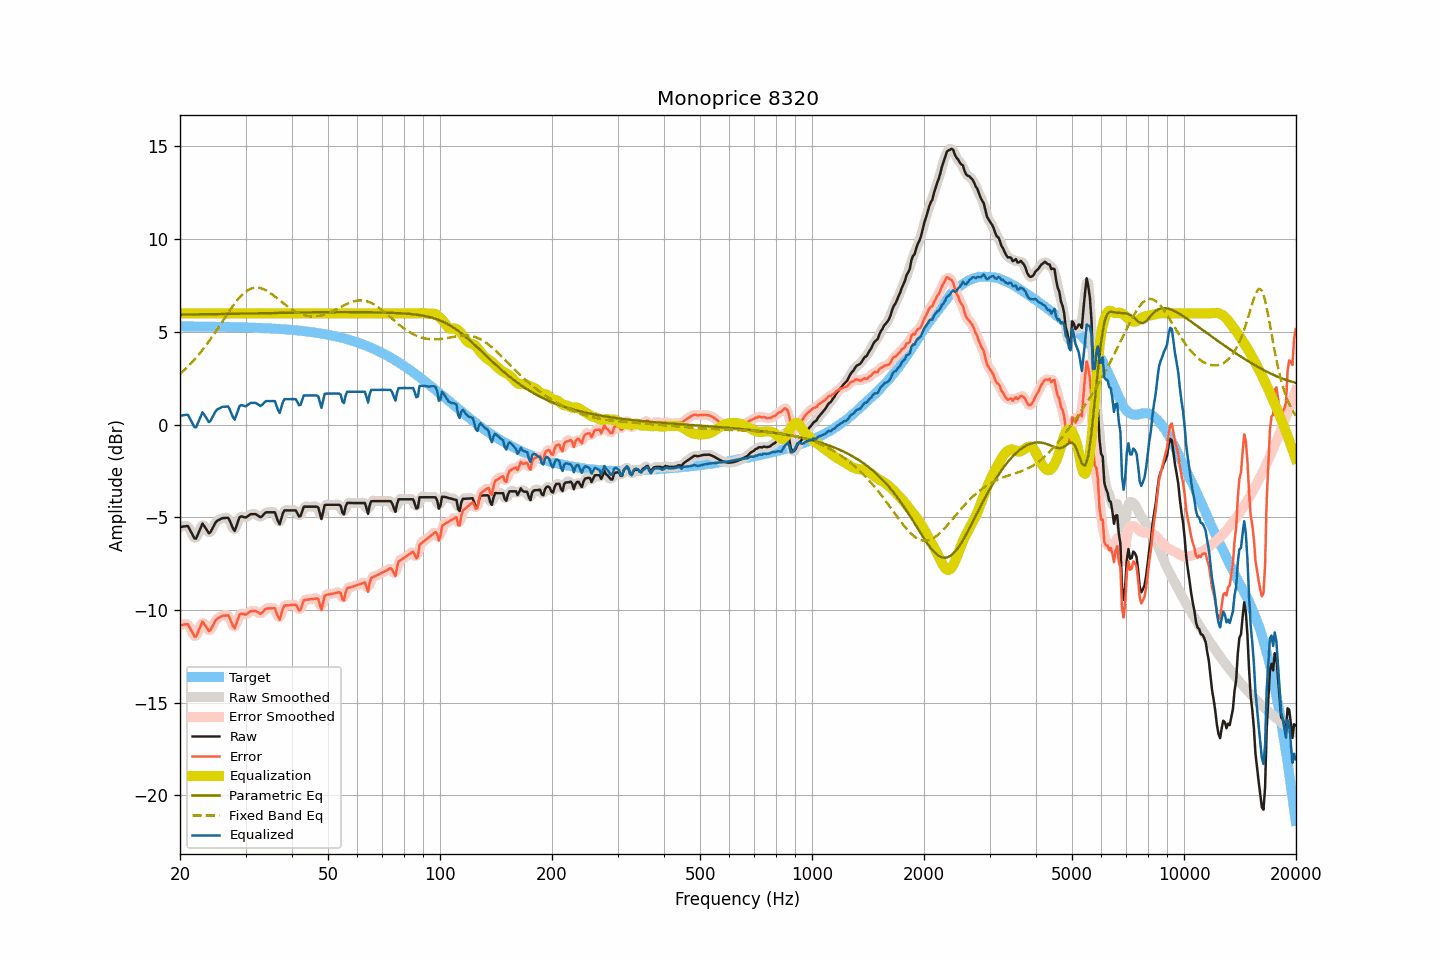 Monoprice 8320
15
10
5
0
−5
−10
−15
−20
Amplitude (dBr)
Target
Raw Smoothed
Error Smoothed
Raw
Error
Equalization
Parametric Eq
Fixed Band Eq
Equalized
20 50 100 200 500 1000 2000 5000 10000 20000
Frequency (Hz)